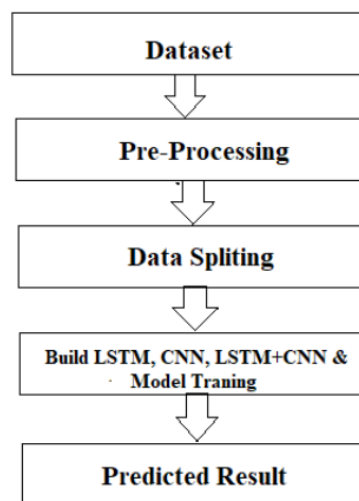 Dataset
Pre-Processing
Data Spliting
Build LSTM, CNN, LSTM+CNN &
Model Traning
Predicted Result